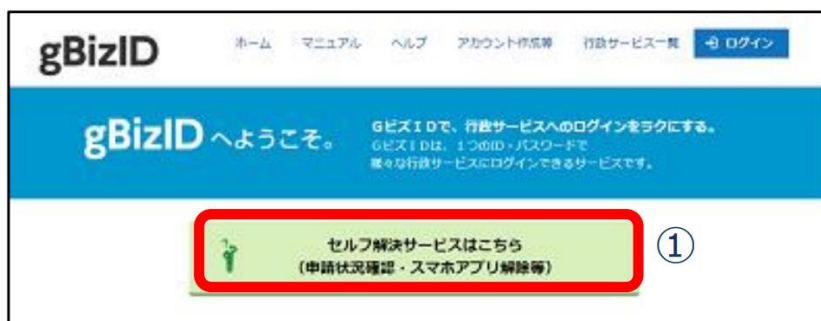 gBizID
ホーム マニュアル ヘルプ アカウント作成等 行政サービス一覧 ログイン
gBizID へようこそ。
GビズIDで、行政サービスへのログインをラクにする。
GビズIDは、1つのID・パスワードで
様々な行政サービスにログインできるサービスです。
セルフ解決サービスはこちら
(申請状況確認・スマホアプリ解除等)
①